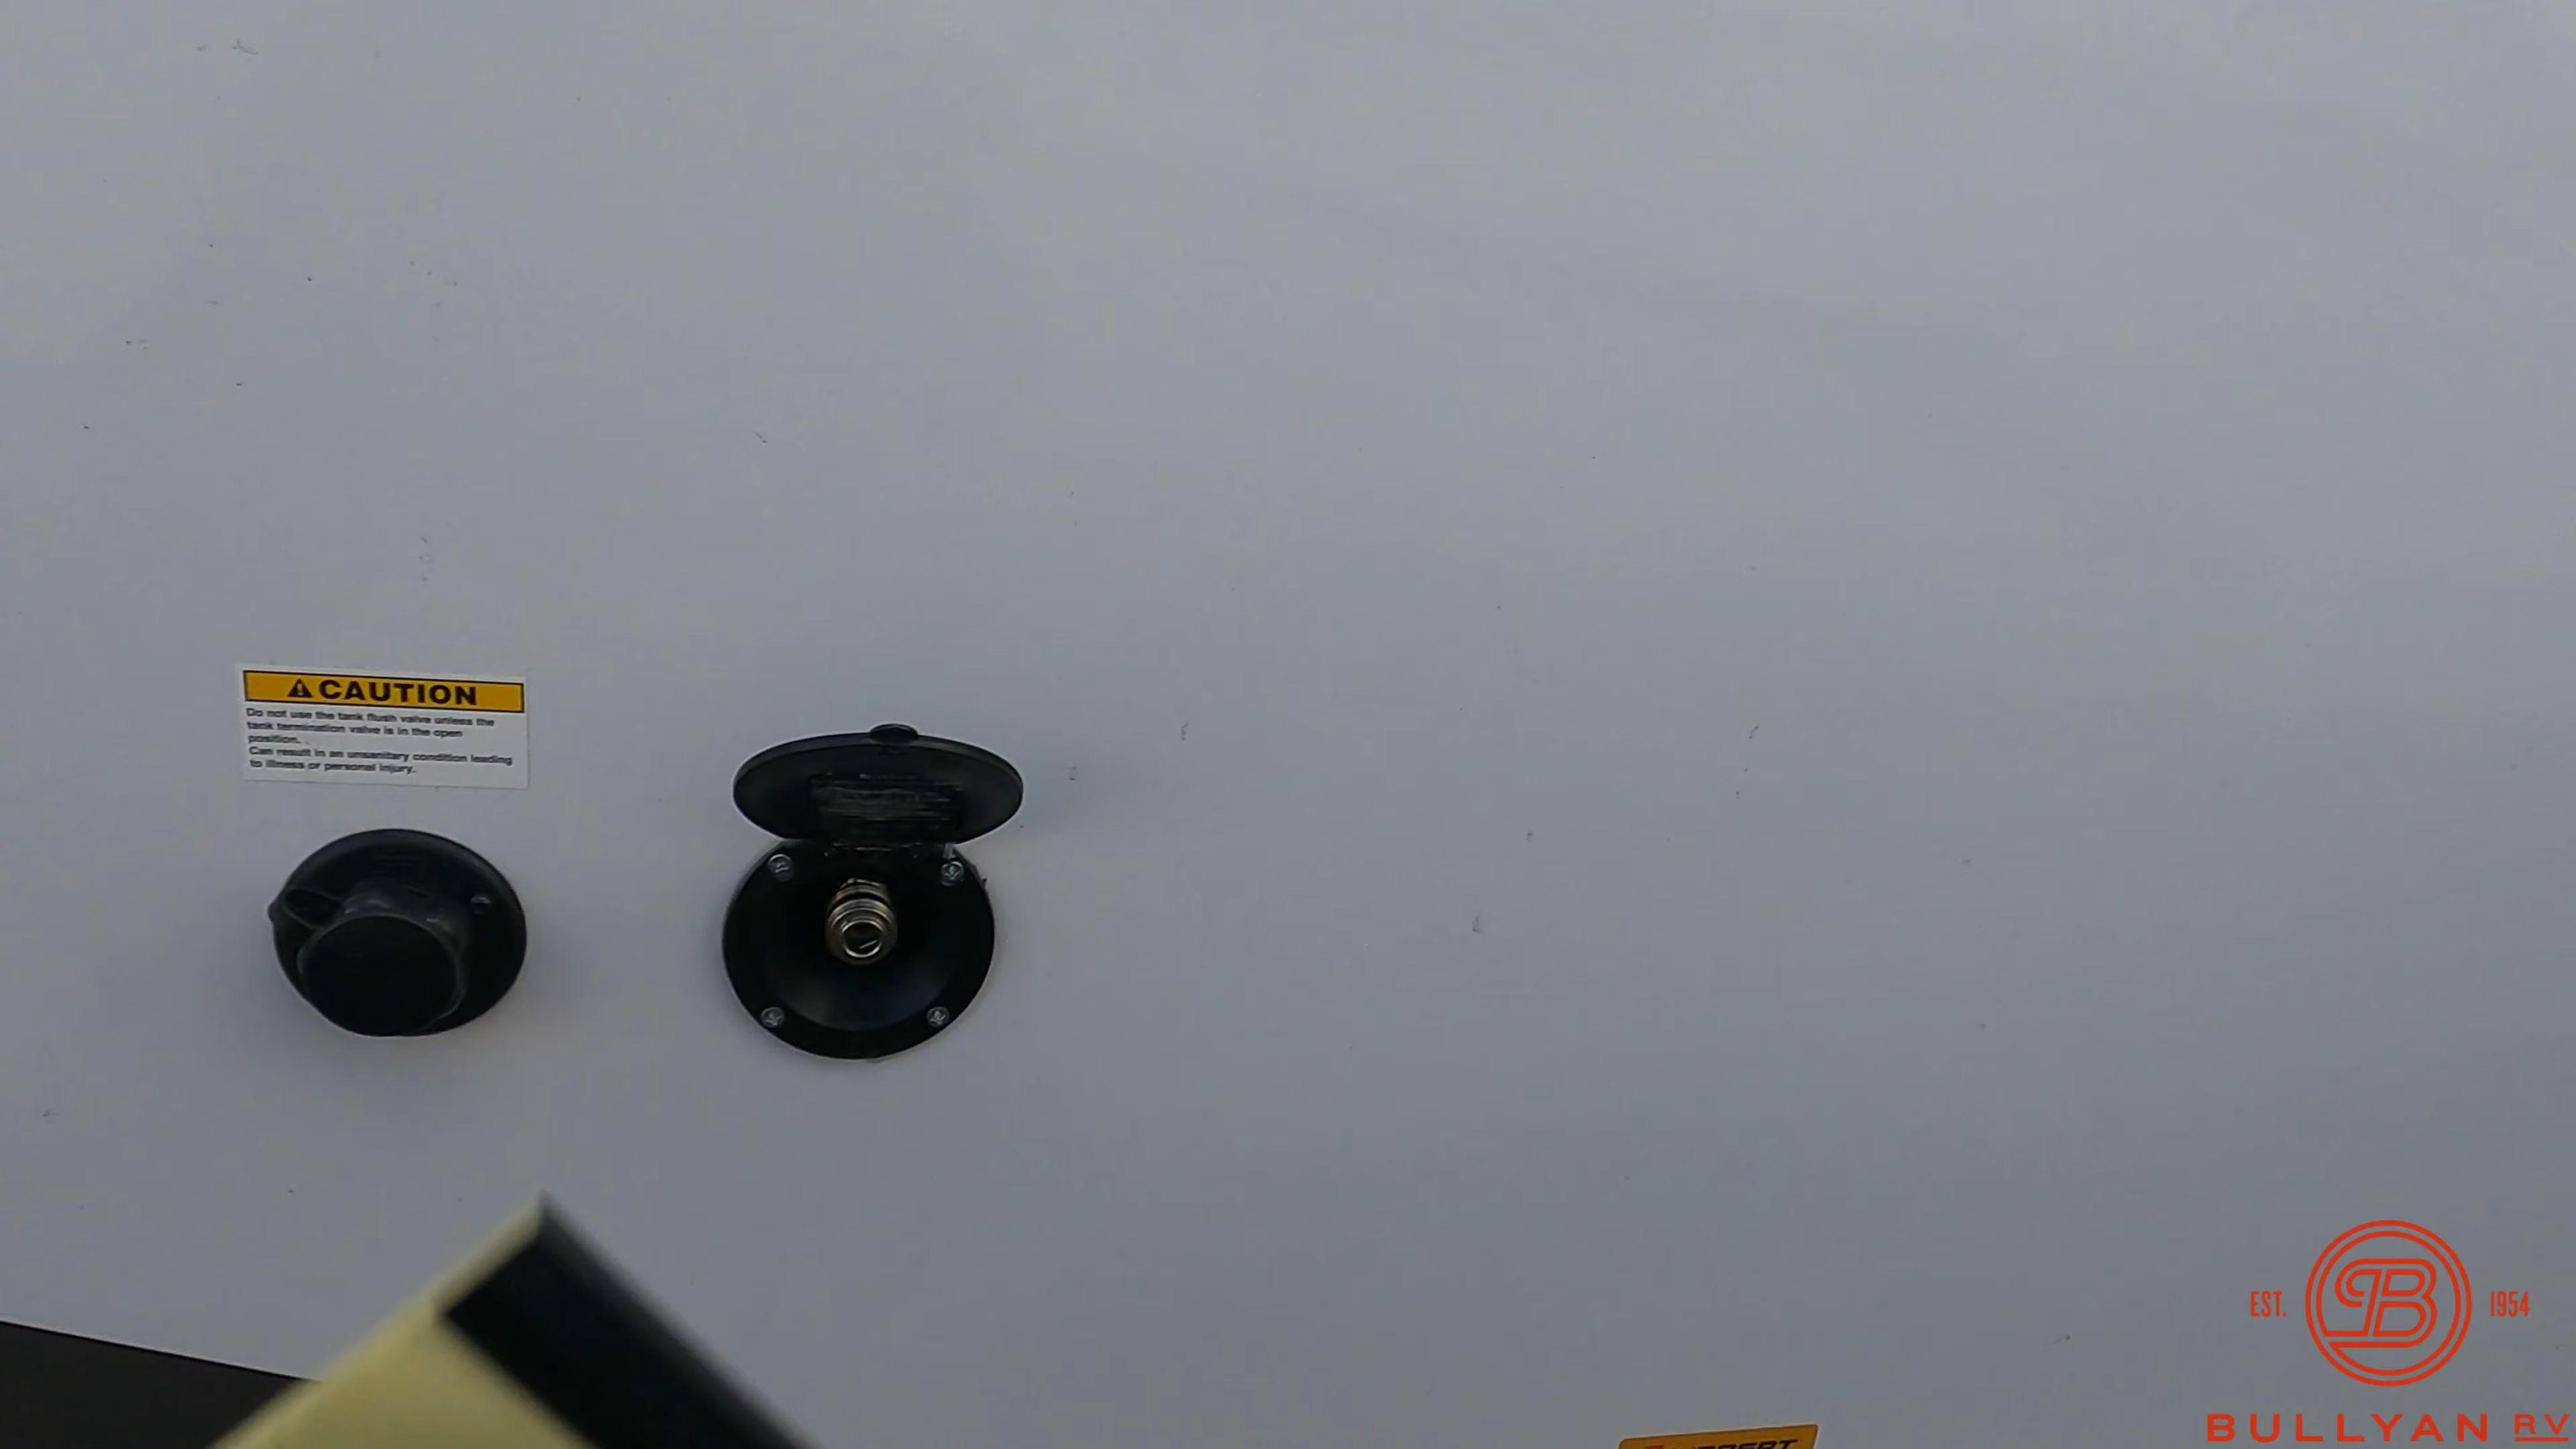 CAUTION
Do not use the tank flush valve unless the
tank termination valve is in the open
position.
Can result in an unsanitary condition leading
to illness or personal injury.
EST. B 1954
BULLYAN RV